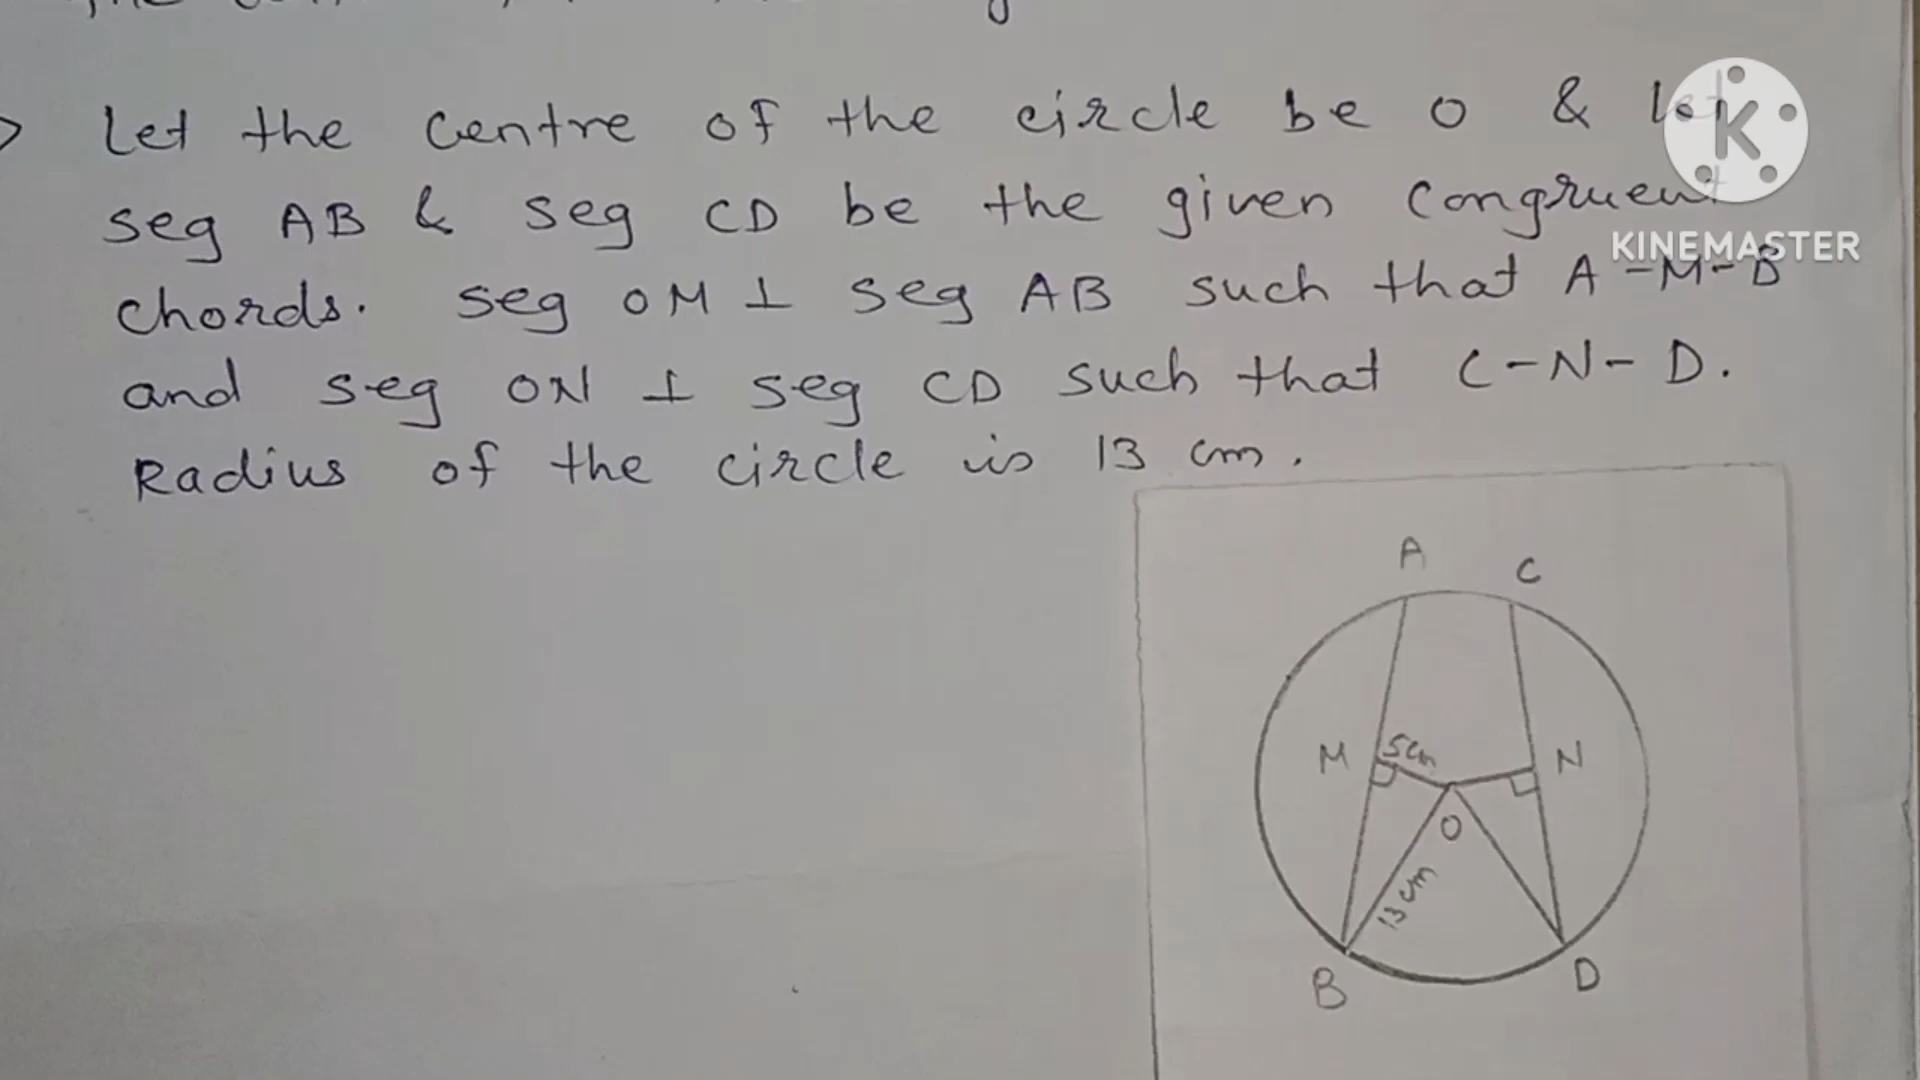 Let the centre of the circle be O & let
seg AB & seg CD be the given congruent
chords. seg OM ⊥ seg AB such that A-M-B
and seg ON ⊥ seg CD such that C-N-D.
Radius of the circle is 13 cm.
K
KINEMASTER
A
C
M
5cm
N
O
13 cm
B
D